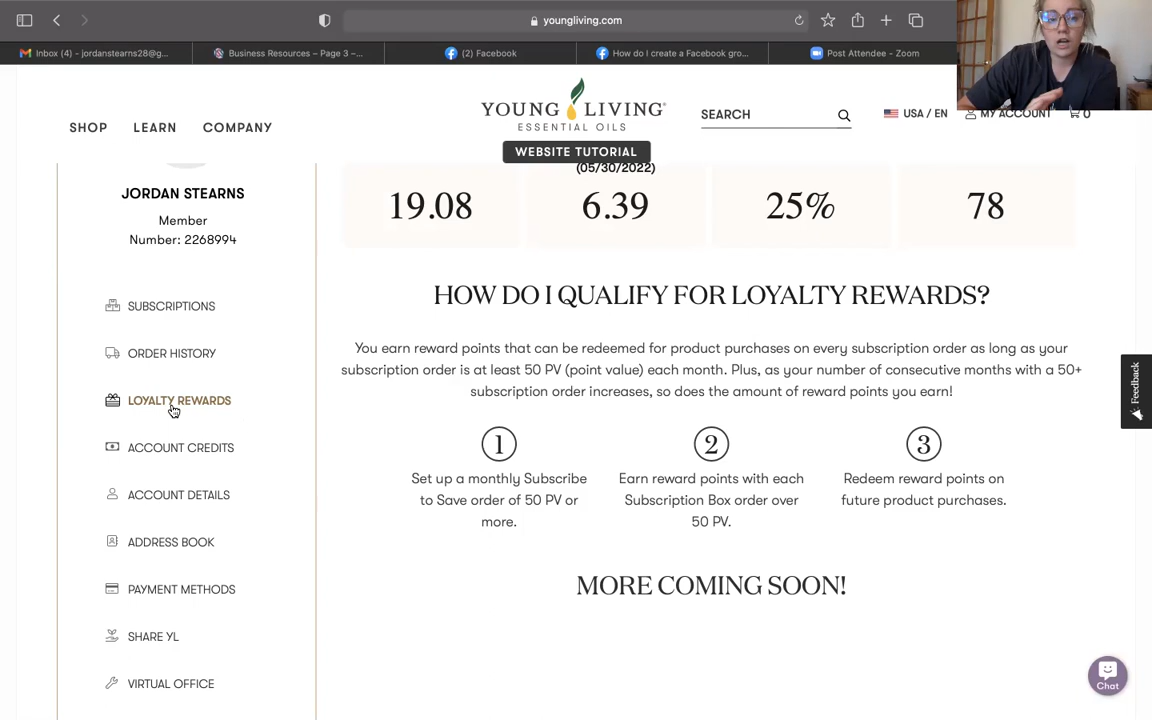 youngliving.com
Inbox (4) - jordanstearns28@g...
Business Resources – Page 3 –...
(2) Facebook
How do I create a Facebook gro...
Post Attendee - Zoom
SHOP
LEARN
COMPANY
YOUNG LIVING
ESSENTIAL OILS
WEBSITE TUTORIAL
SEARCH
USA / EN
MY ACCOUNT
0
JORDAN STEARNS
Member
Number: 2268994
SUBSCRIPTIONS
ORDER HISTORY
LOYALTY REWARDS
ACCOUNT CREDITS
ACCOUNT DETAILS
ADDRESS BOOK
PAYMENT METHODS
SHARE YL
VIRTUAL OFFICE
(05/30/2022)
19.08
6.39
25%
78
HOW DO I QUALIFY FOR LOYALTY REWARDS?
You earn reward points that can be redeemed for product purchases on every subscription order as long as your
subscription order is at least 50 PV (point value) each month. Plus, as your number of consecutive months with a 50+
subscription order increases, so does the amount of reward points you earn!
1
Set up a monthly Subscribe
to Save order of 50 PV or
more.
2
Earn reward points with each
Subscription Box order over
50 PV.
3
Redeem reward points on
future product purchases.
MORE COMING SOON!
Feedback
Chat